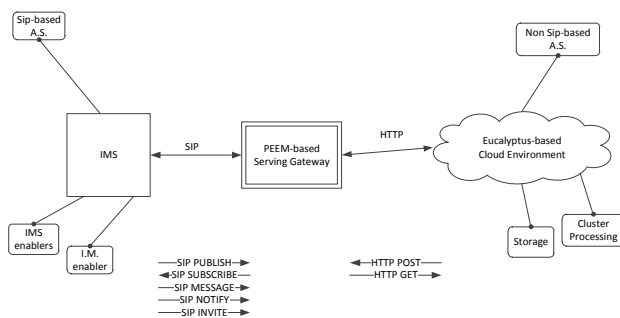 Sip-based
A.S.
Non Sip-based
A.S.
IMS
SIP
PEEM-based
Serving Gateway
HTTP
Eucalyptus-based
Cloud Environment
IMS
enablers
I.M.
enabler
Storage
Cluster
Processing
SIP PUBLISH
SIP SUBSCRIBE
SIP MESSAGE
SIP NOTIFY
SIP INVITE
HTTP POST
HTTP GET